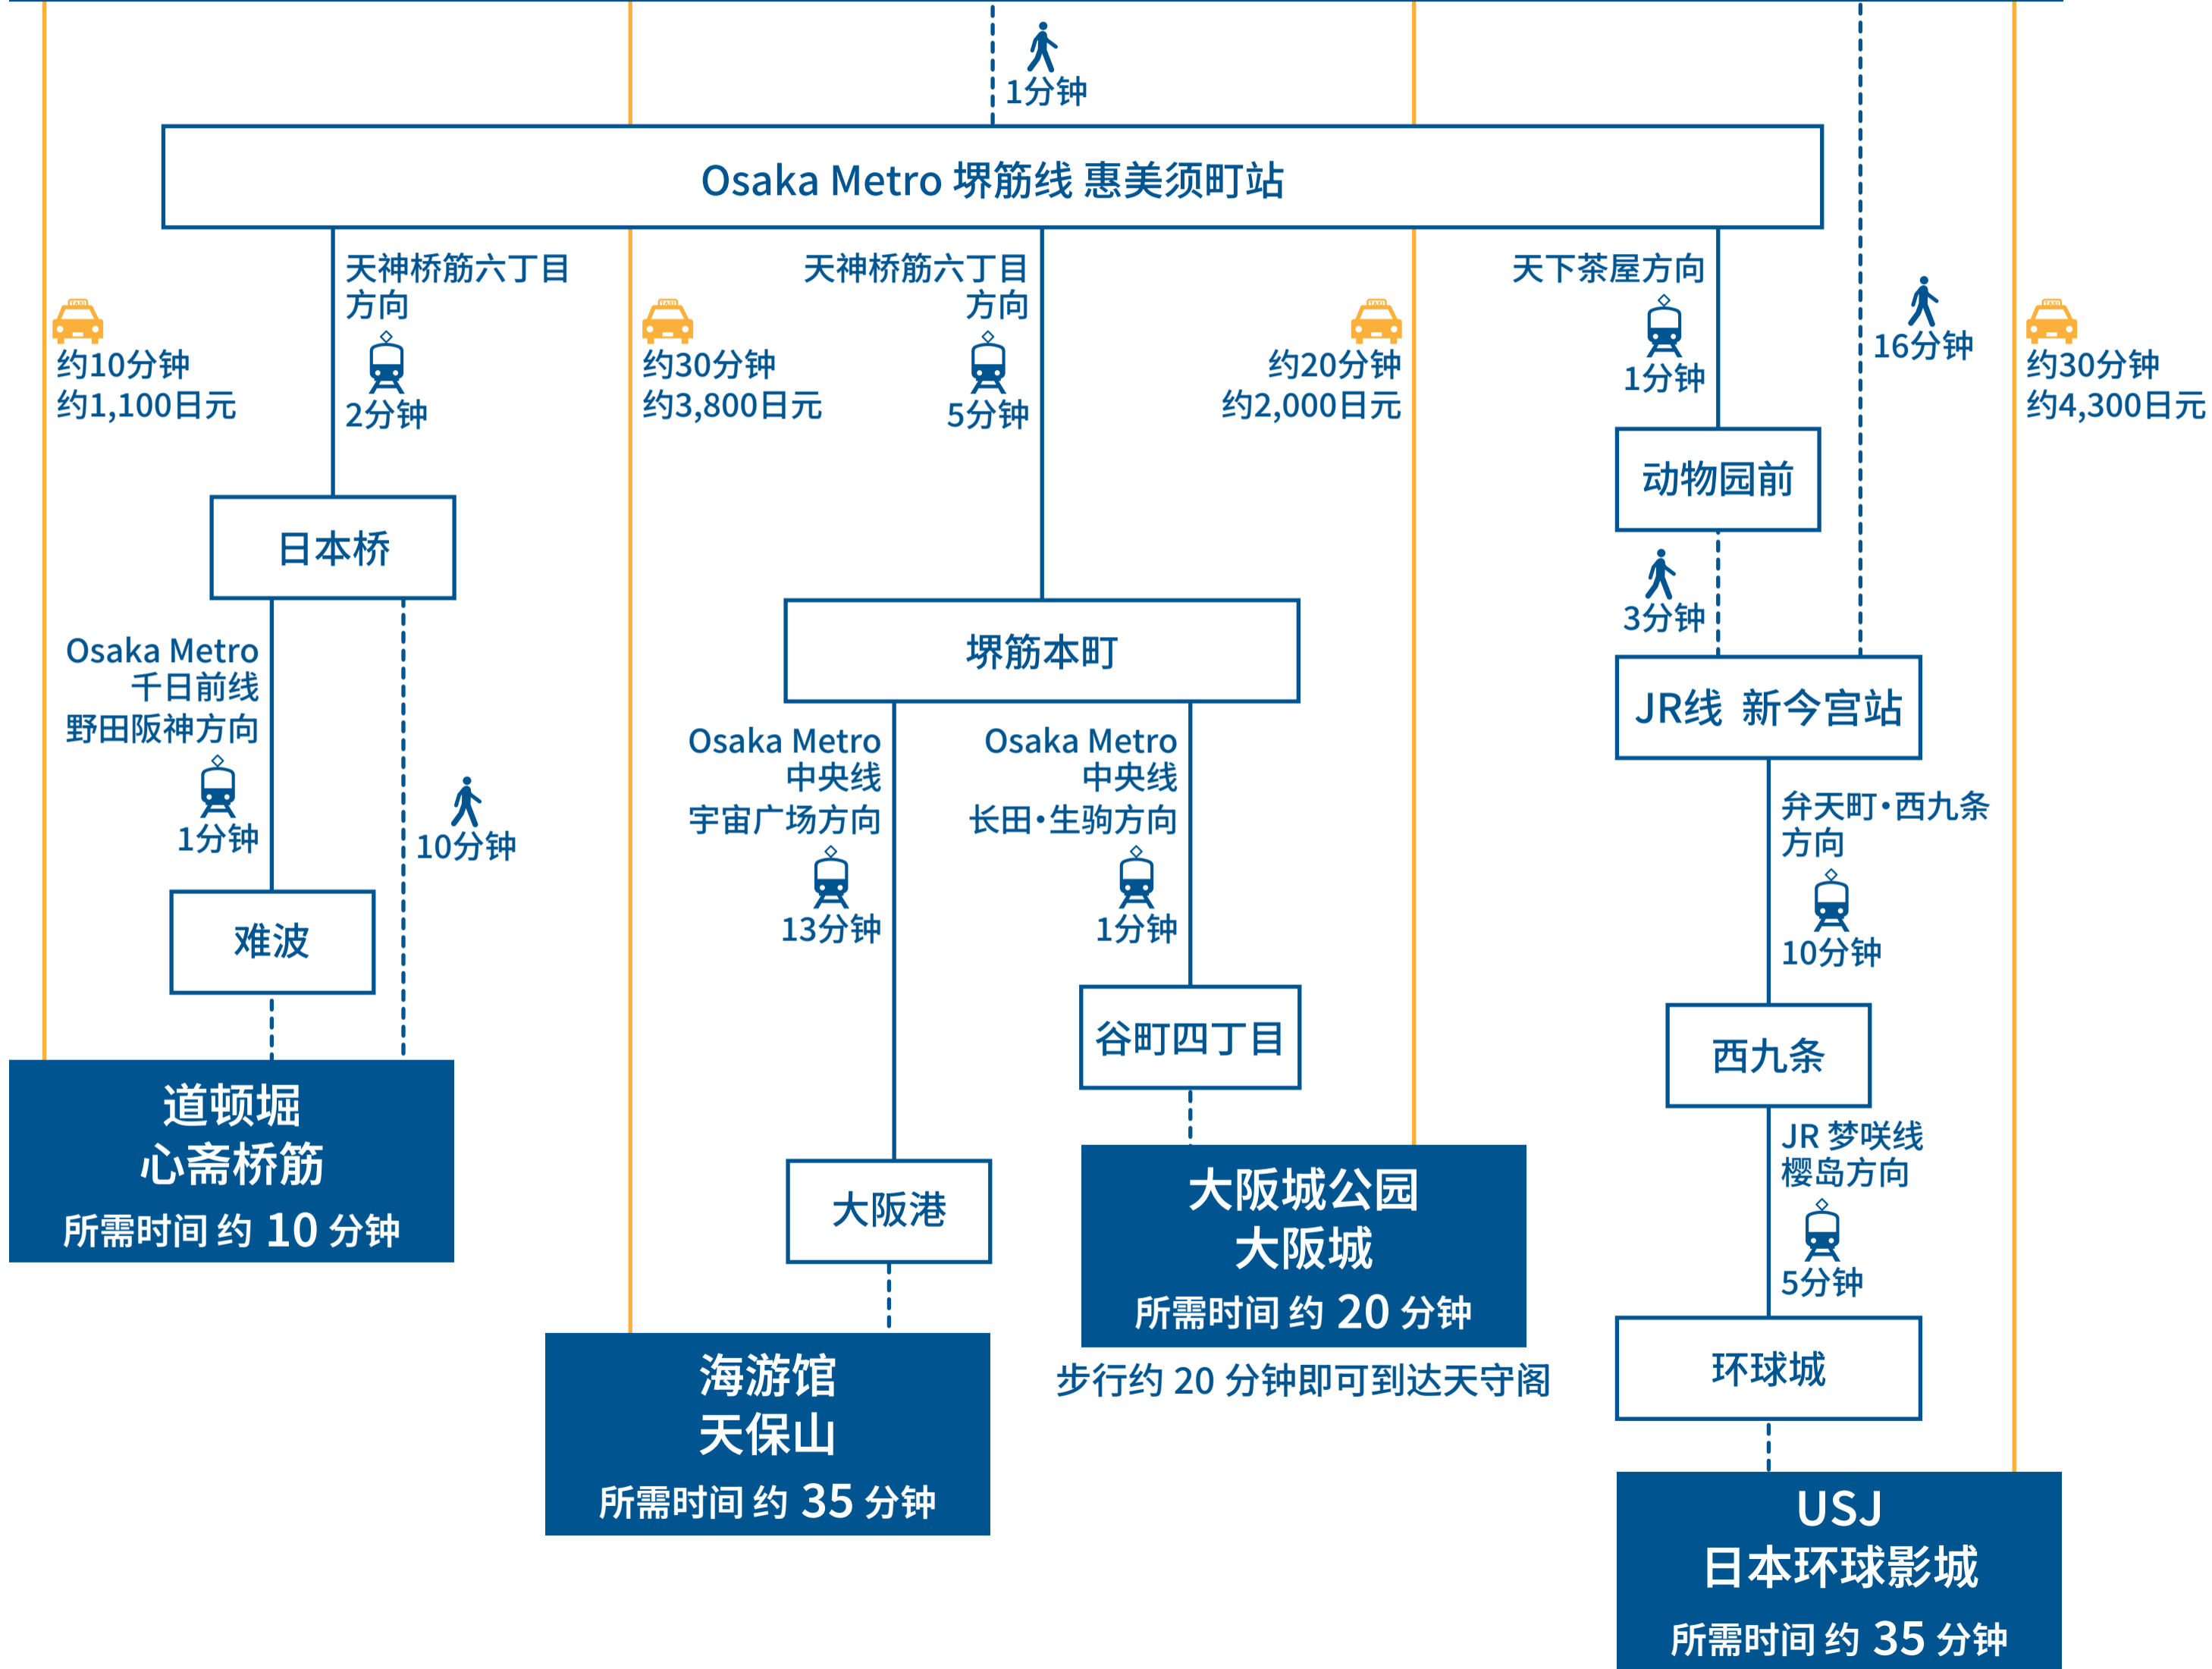 1分钟
Osaka Metro 堺筋线 惠美须町站
约10分钟
约1,100日元
天神桥筋六丁目
方向
2分钟
约30分钟
约3,800日元
天神桥筋六丁目
方向
5分钟
约20分钟
约2,000日元
天下茶屋方向
1分钟
16分钟
约30分钟
约4,300日元
动物园前
3分钟
日本桥
Osaka Metro
千日前线
野田阪神方向
1分钟
10分钟
堺筋本町
JR线 新今宫站
Osaka Metro
中央线
宇宙广场方向
13分钟
Osaka Metro
中央线
长田・生驹方向
1分钟
弁天町・西九条
方向
10分钟
难波
谷町四丁目
西九条
道顿堀
心斋桥筋
所需时间 约 10 分钟
大阪港
大阪城公园
大阪城
所需时间 约 20 分钟
步行约 20 分钟即可到达天守阁
JR 梦咲线
樱岛方向
5分钟
环球城
海游馆
天保山
所需时间 约 35 分钟
USJ
日本环球影城
所需时间 约 35 分钟